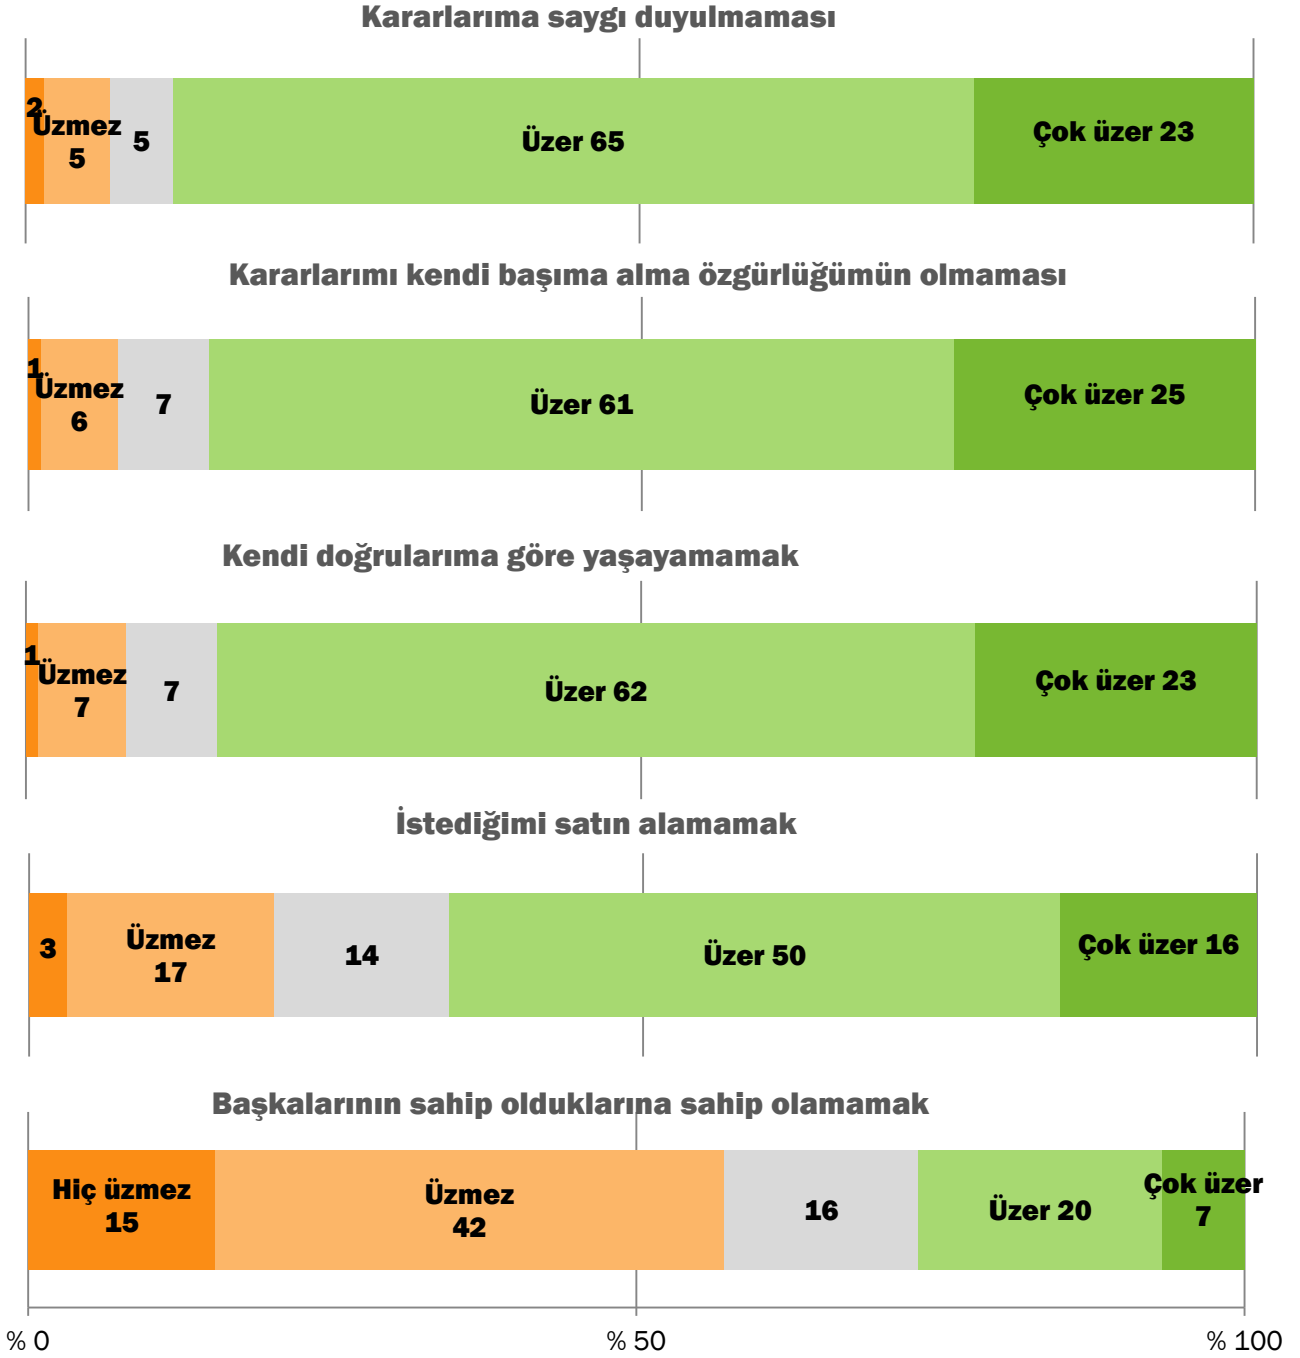 Kararlarıma saygı duyulmaması
2
Üzmez
5
5
Üzer 65
Çok üzer 23
Kararlarımı kendi başıma alma özgürlüğümün olmaması
1
Üzmez
6
7
Üzer 61
Çok üzer 25
Kendi doğrularıma göre yaşayamamak
1
Üzmez
7
7
Üzer 62
Çok üzer 23
İstediğimi satın alamamak
3
Üzmez
17
14
Üzer 50
Çok üzer 16
Başkalarının sahip olduklarına sahip olamamak
Hiç üzmez
15
Üzmez
42
16
Üzer 20
Çok üzer
7
% 0
% 50
% 100